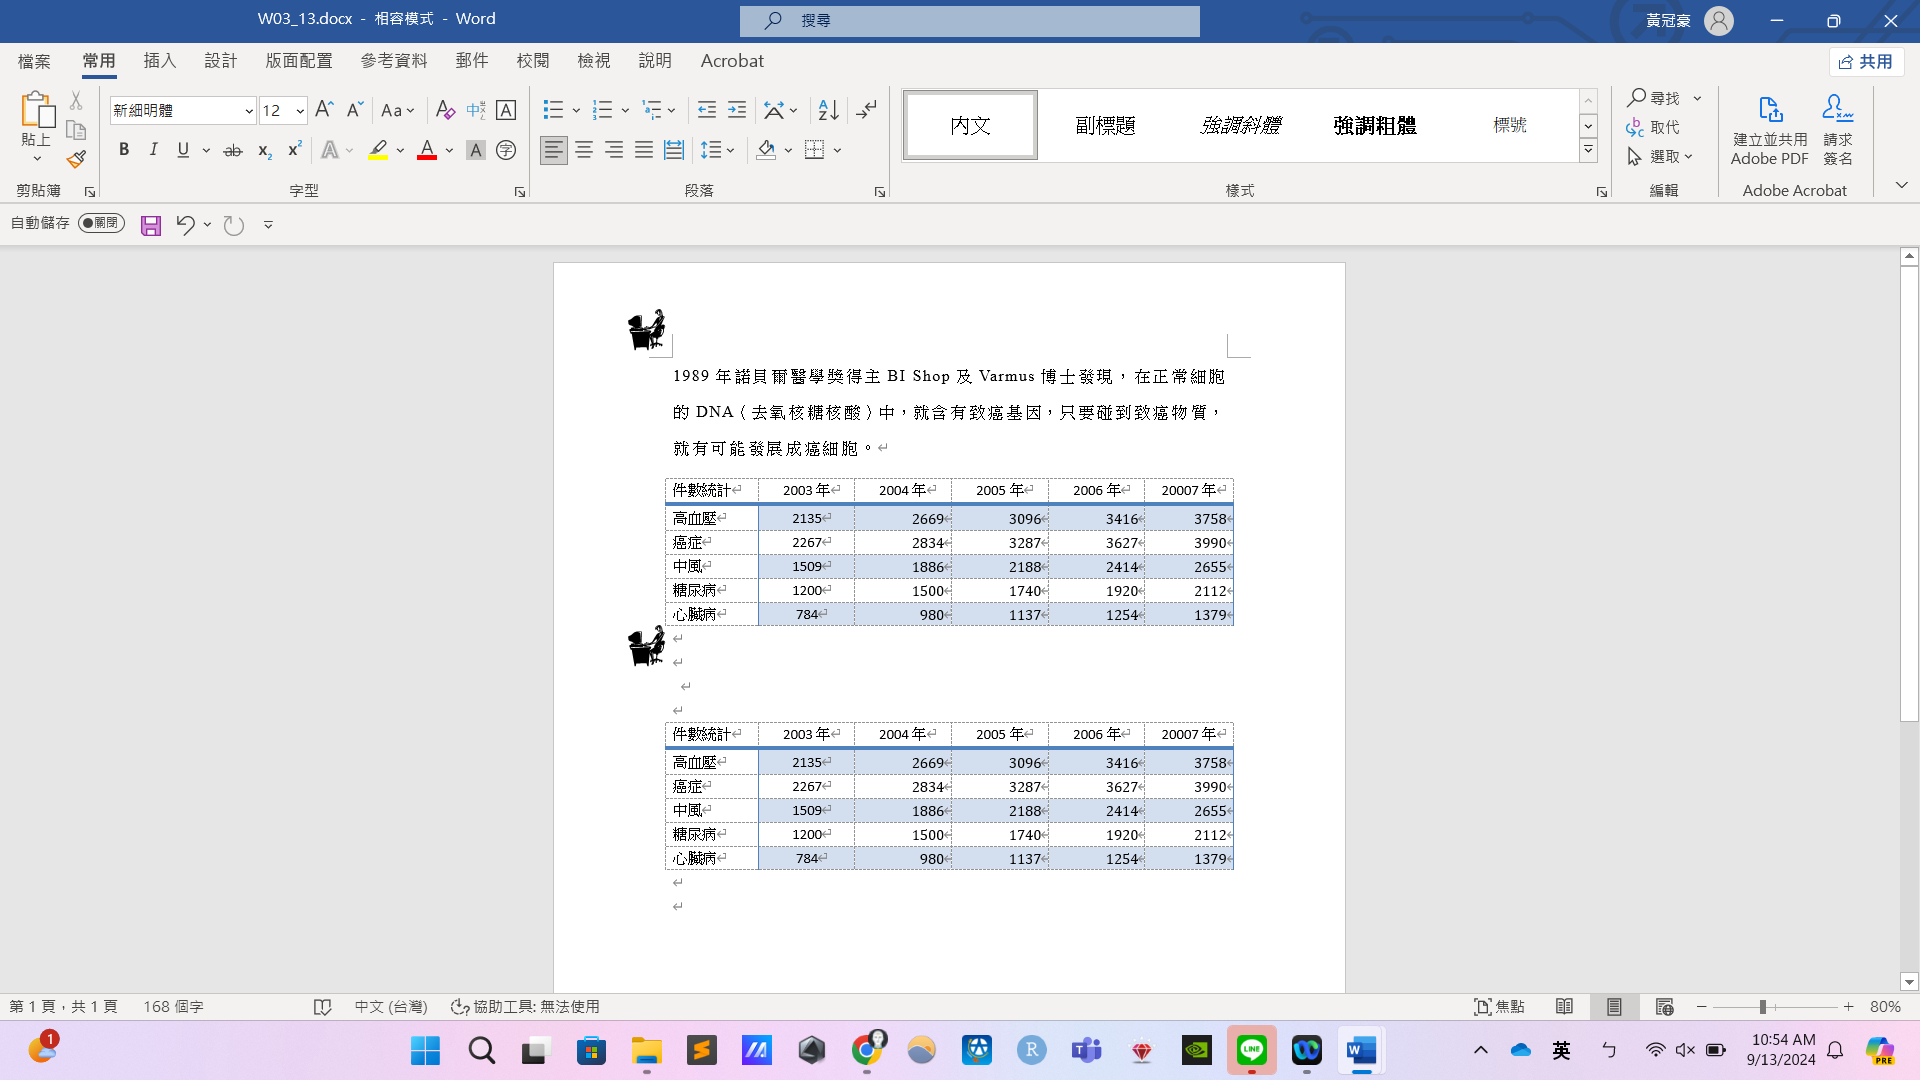 W03_13.docx - 相容模式 - Word
搜尋
黃冠豪
檔案 常用 插入 設計 版面配置 參考資料 郵件 校閱 檢視 說明 Acrobat
共用
貼上
剪貼簿
新細明體 12
字型
段落
內文 副標題 強調斜體 強調粗體 標號
樣式
尋找
取代
選取
編輯
建立並共用 Adobe PDF
請求簽名
Adobe Acrobat
自動儲存 關閉
1989 年諾貝爾醫學獎得主 BI Shop 及 Varmus 博士發現，在正常細胞
的 DNA（去氧核糖核酸）中，就含有致癌基因，只要碰到致癌物質，
就有可能發展成癌細胞。
件數統計 2003 年 2004 年 2005 年 2006 年 20007 年
高血壓 2135 2669 3096 3416 3758
癌症 2267 2834 3287 3627 3990
中風 1509 1886 2188 2414 2655
糖尿病 1200 1500 1740 1920 2112
心臟病 784 980 1137 1254 1379
件數統計 2003 年 2004 年 2005 年 2006 年 20007 年
高血壓 2135 2669 3096 3416 3758
癌症 2267 2834 3287 3627 3990
中風 1509 1886 2188 2414 2655
糖尿病 1200 1500 1740 1920 2112
心臟病 784 980 1137 1254 1379
第 1 頁，共 1 頁 168 個字 中文 (台灣) 協助工具: 無法使用 焦點 80%
1
英
10:54 AM
9/13/2024